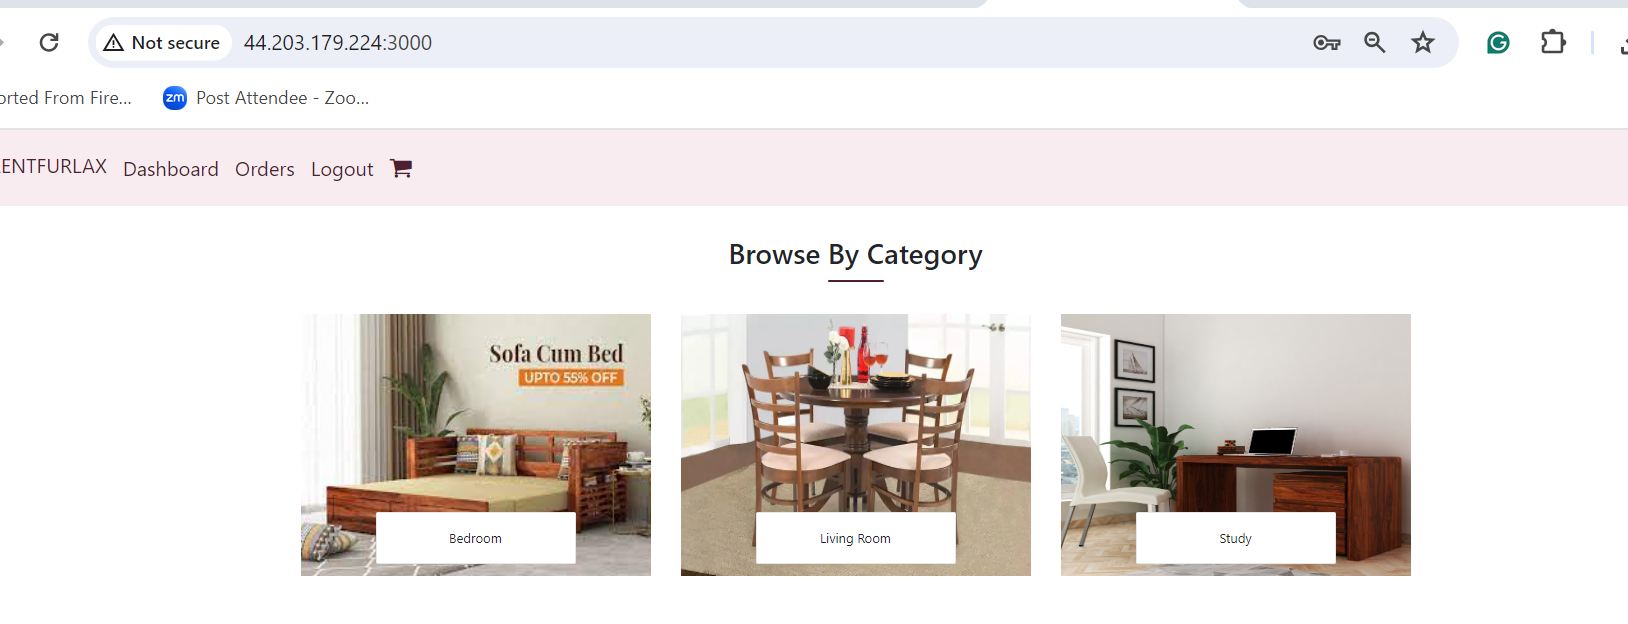 Not secure 44.203.179.224:3000
orted From Fire... Post Attendee - Zoo...
ENTFURLAX Dashboard Orders Logout
Browse By Category
Sofa Cum Bed
UPTO 55% OFF
Bedroom
Living Room
Study